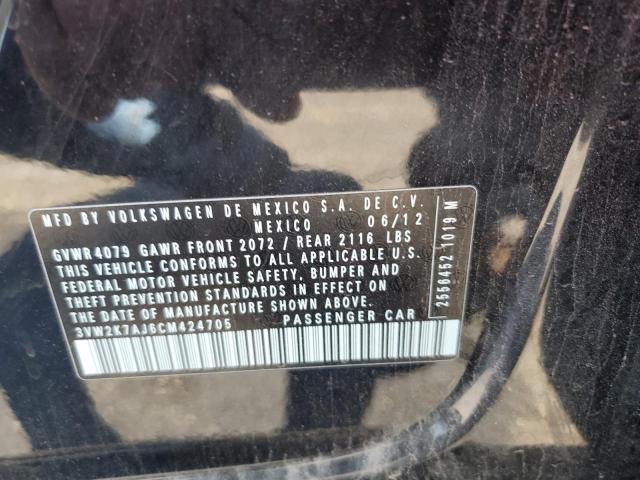 MFD BY VOLKSWAGEN DE MEXICO S.A. DE C.V.
MEXICO 06/12
GVWR4079 GAWR FRONT 2072 / REAR 2116 LBS
THIS VEHICLE CONFORMS TO ALL APPLICABLE U.S.
FEDERAL MOTOR VEHICLE SAFETY, BUMPER AND
THEFT PREVENTION STANDARDS IN EFFECT ON
THE DATE OF MANUFACTURE SHOWN ABOVE.
3VW2K7AJ6CM424705 PASSENGER CAR
2556452 1019 M